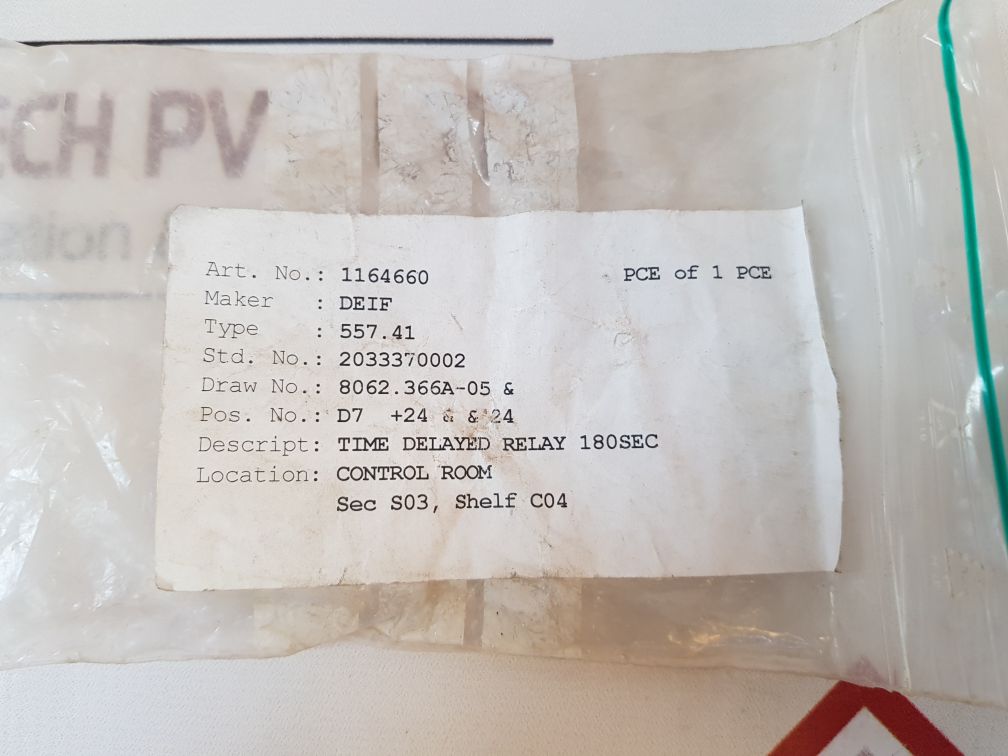 CH PV
ation
Art. No.: 1164660 PCE of 1 PCE
Maker : DEIF
Type : 557.41
Std. No.: 2033370002
Draw No.: 8062.366A-05 &
Pos. No.: D7 +24 & & 24
Descript: TIME DELAYED RELAY 180SEC
Location: CONTROL ROOM
Sec S03, Shelf C04